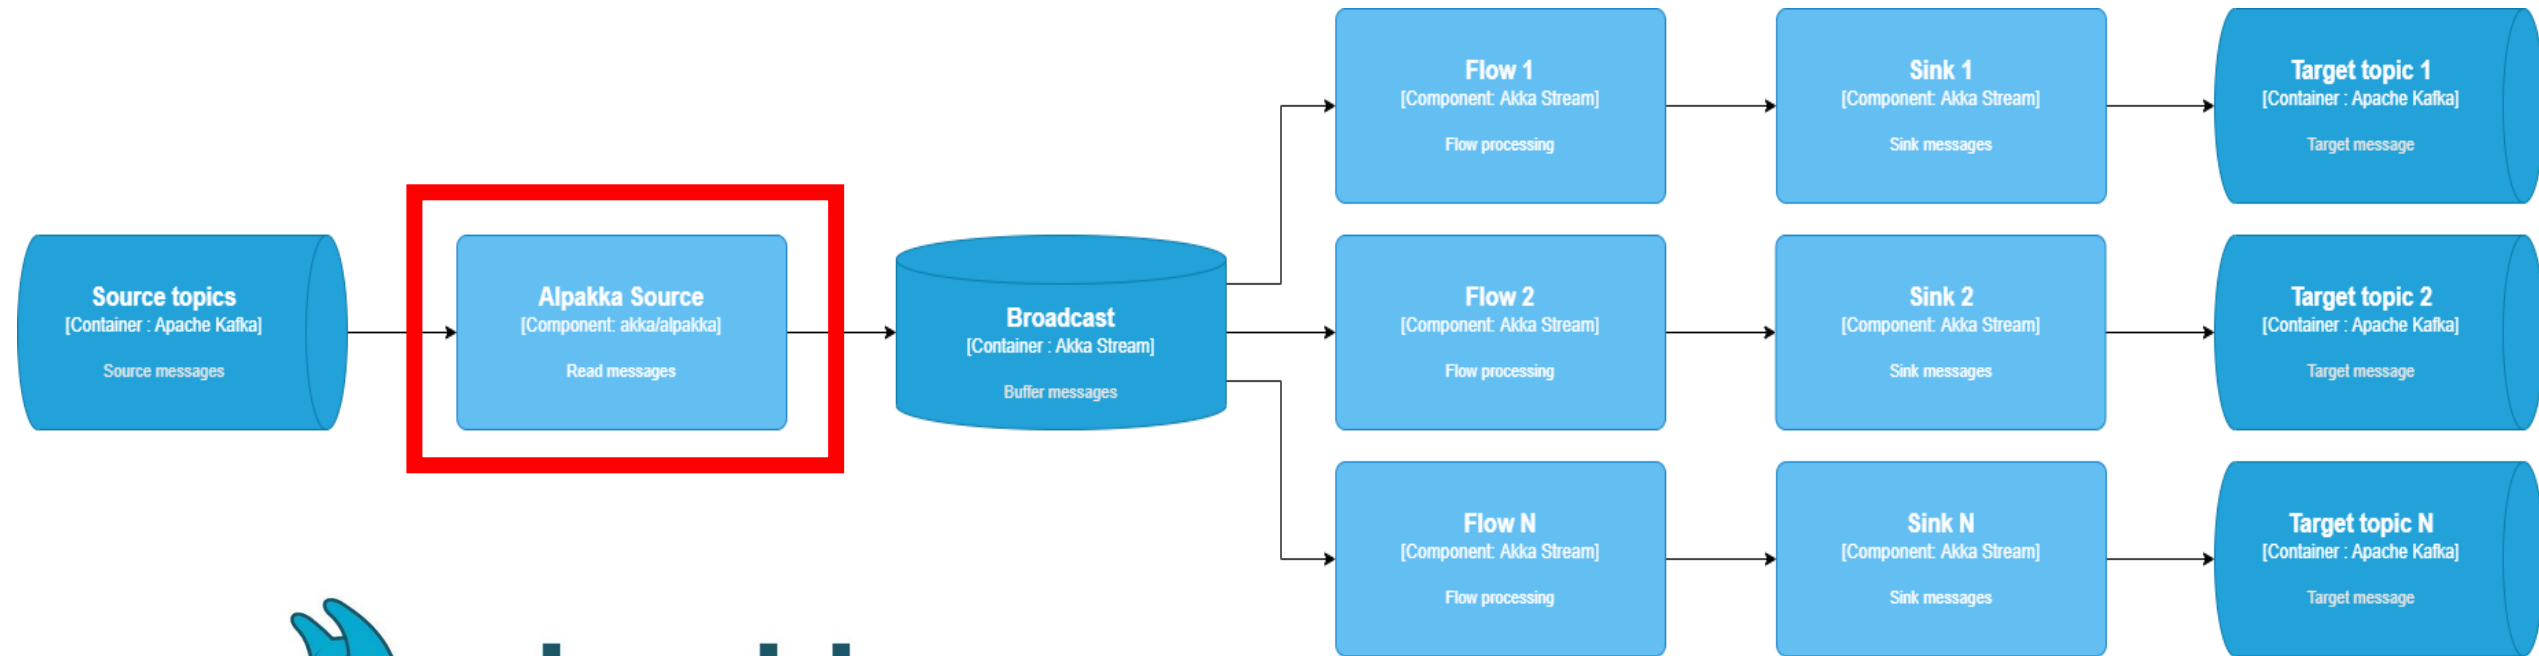 Source topics
[Container : Apache Kafka]
Source messages
Alpakka Source
[Component: akka/alpakka]
Read messages
Broadcast
[Container : Akka Stream]
Buffer messages
Flow 1
[Component: Akka Stream]
Flow processing
Sink 1
[Component: Akka Stream]
Sink messages
Target topic 1
[Container : Apache Kafka]
Target message
Flow 2
[Component: Akka Stream]
Flow processing
Sink 2
[Component: Akka Stream]
Sink messages
Target topic 2
[Container : Apache Kafka]
Target message
Flow N
[Component: Akka Stream]
Flow processing
Sink N
[Component: Akka Stream]
Sink messages
Target topic N
[Container : Apache Kafka]
Target message